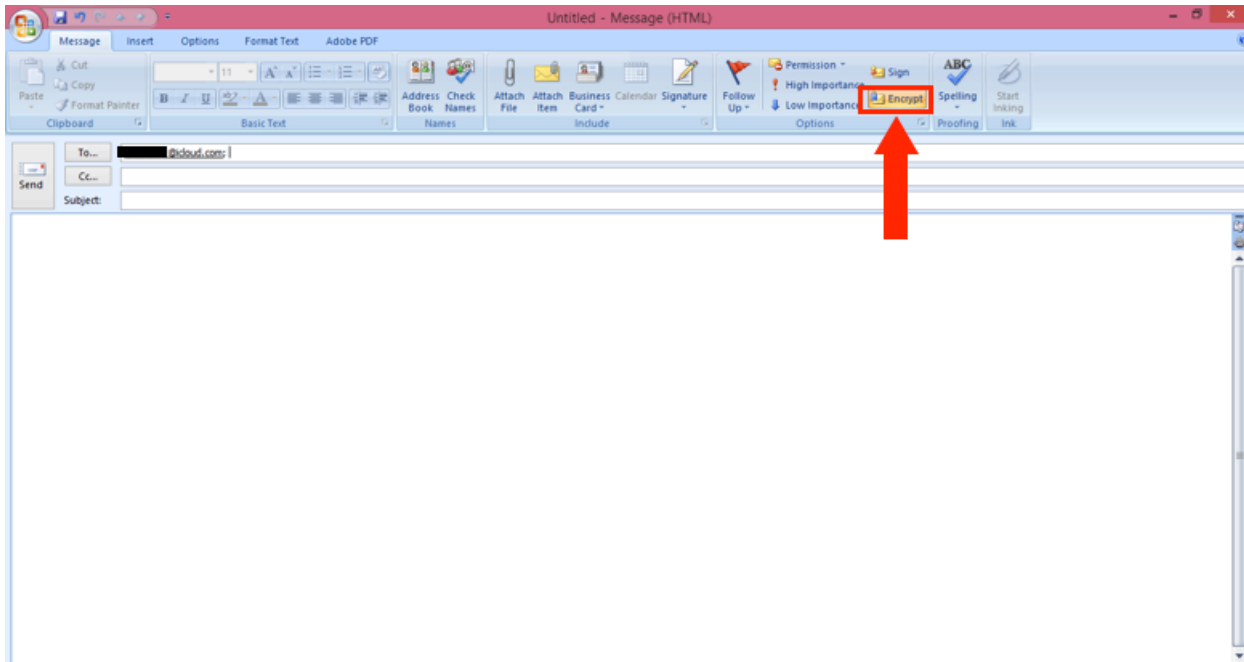 Untitled - Message (HTML)
Message Insert Options Format Text Adobe PDF
Paste
Cut
Copy
Format Painter
Clipboard
11
B I U
Basic Text
Address Book
Check Names
Names
Attach File
Attach Item
Business Card
Calendar
Signature
Include
Follow Up
Permission
High Importance
Low Importance
Sign
Encrypt
Options
ABC
Spelling
Proofing
Start Inking
Ink
Send
To...
@icloud.com;
Cc...
Subject: